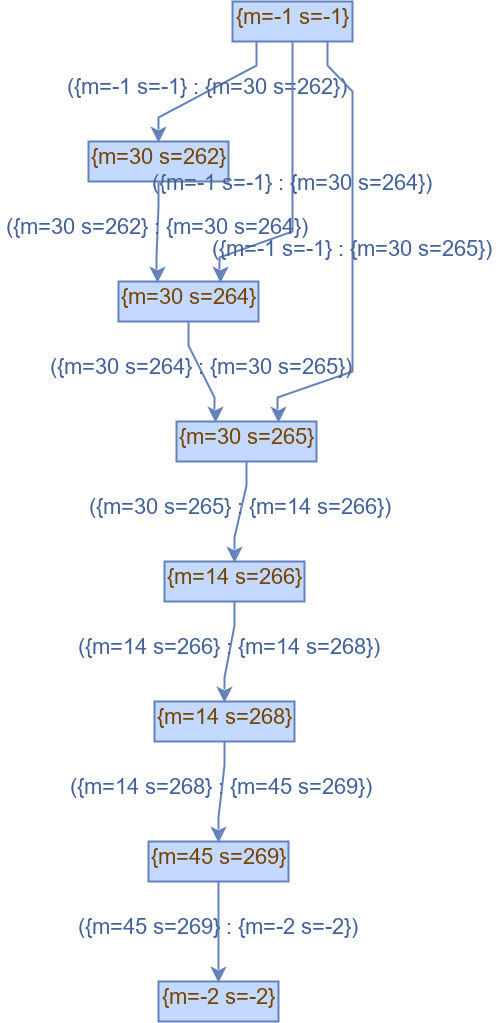 {m=-1 s=-1}
({m=-1 s=-1} : {m=30 s=262})
{m=30 s=262}
({m=-1 s=-1} : {m=30 s=264})
({m=30 s=262} : {m=30 s=264})
({m=-1 s=-1} : {m=30 s=265})
{m=30 s=264}
({m=30 s=264} : {m=30 s=265})
{m=30 s=265}
({m=30 s=265} : {m=14 s=266})
{m=14 s=266}
({m=14 s=266} : {m=14 s=268})
{m=14 s=268}
({m=14 s=268} : {m=45 s=269})
{m=45 s=269}
({m=45 s=269} : {m=-2 s=-2})
{m=-2 s=-2}